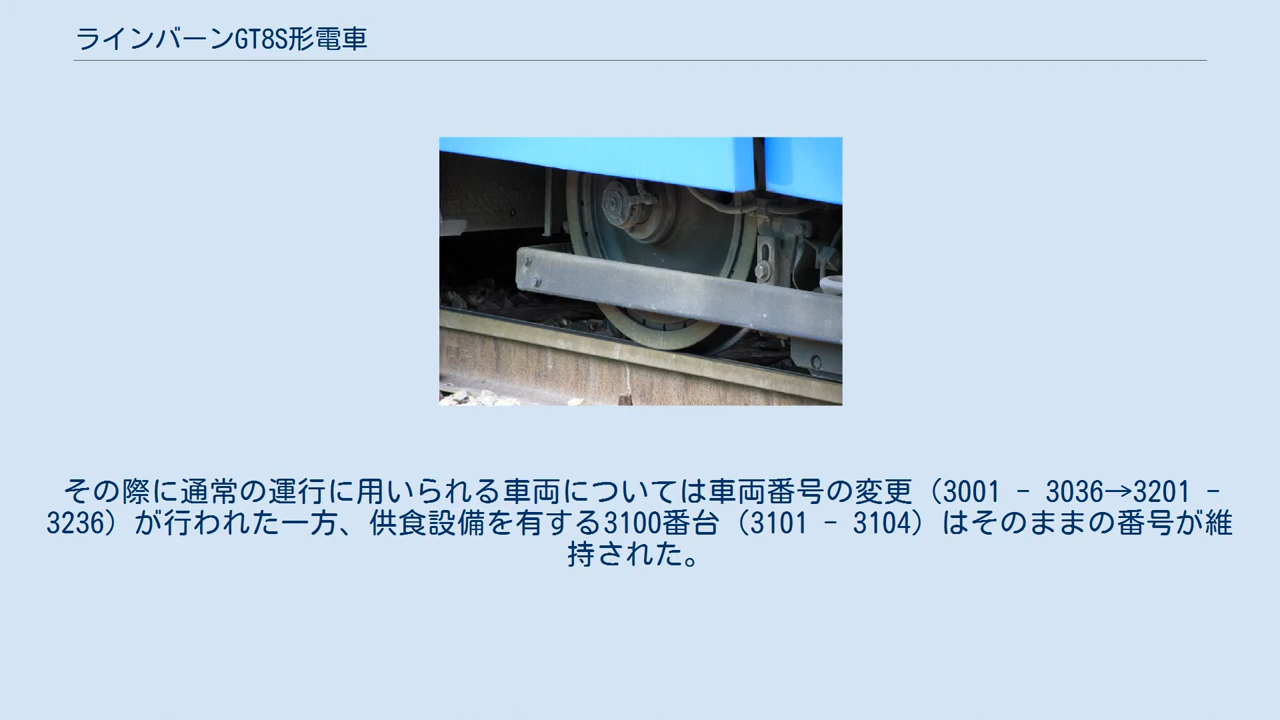 ラインバーンGT8S形電車
その際に通常の運行に用いられる車両については車両番号の変更（3001 - 3036→3201 -
3236）が行われた一方、供食設備を有する3100番台（3101 - 3104）はそのままの番号が維
持された。